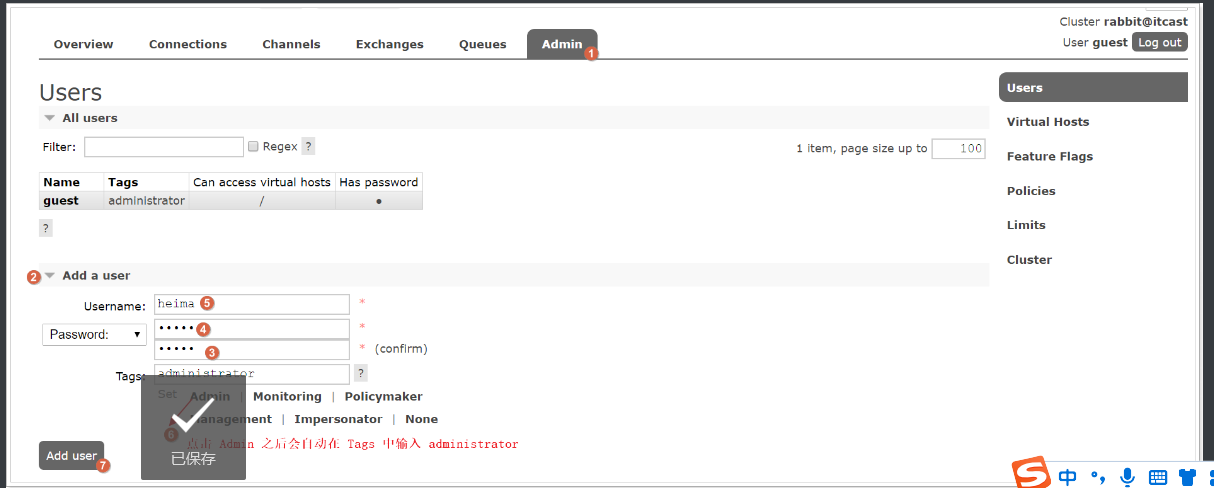 Cluster rabbit@itcast
User guest Log out
Overview Connections Channels Exchanges Queues Admin 1
Users
All users
Filter: Regex ?
1 item, page size up to 100
Name Tags Can access virtual hosts Has password
guest administrator / ●
?
2 Add a user
Username: heima 5 *
Password: ••••• 4 *
••••• 3 * (confirm)
Tags: administrator ?
Set Admin | Monitoring | Policymaker
Management | Impersonator | None
6 点击 Admin 之后会自动在 Tags 中输入 administrator
已保存
Add user 7
Users
Virtual Hosts
Feature Flags
Policies
Limits
Cluster
S 中